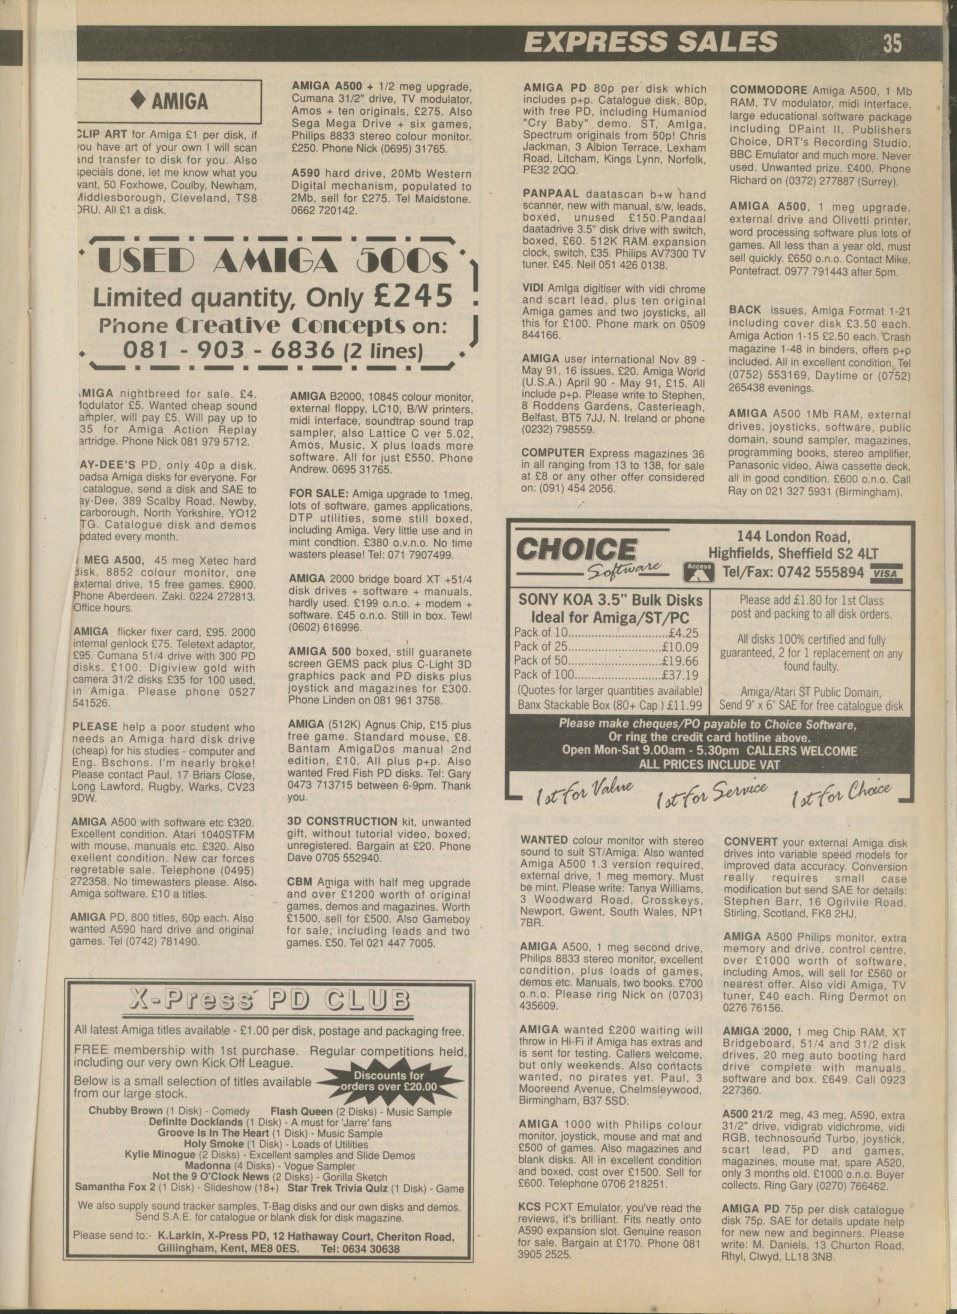 EXPRESS SALES 35
◆ AMIGA
CLIP ART for Amiga £1 per disk, if
you have art of your own I will scan
and transfer to disk for you. Also
specials done, let me know what you
want, 50 Foxhowe, Coulby, Newham,
Middlesborough, Cleveland, TS8
0RU. All £1 a disk.
AMIGA A500 + 1/2 meg upgrade,
Cumana 31/2" drive, TV modulator,
Amos + ten originals, £275. Also
Sega Mega Drive + six games,
Philips 8833 stereo colour monitor.
£250. Phone Nick (0695) 31765.
A590 hard drive, 20Mb Western
Digital mechanism, populated to
2Mb, sell for £275. Tel Maidstone.
0662 720142.
USED AMIGA 500s
Limited quantity, Only £245
Phone Creative Concepts on:
081 - 903 - 6836 (2 lines)
AMIGA nightbreed for sale. £4.
Modulator £5. Wanted cheap sound
sampler, will pay £5. Will pay up to
35 for Amiga Action Replay
cartridge. Phone Nick 081 979 5712.
AY-DEE'S PD, only 40p a disk.
oadsa Amiga disks for everyone. For
catalogue, send a disk and SAE to
ay-Dee, 389 Scalby Road, Newby,
carborough, North Yorkshire, YO12
TG. Catalogue disk and demos
pdated every month.
MEG A500, 45 meg Xetec hard
disk, 8852 colour monitor, one
external drive, 15 free games. £900.
Phone Aberdeen. Zaki. 0224 272813.
Office hours.
AMIGA flicker fixer card, £95. 2000
internal genlock £75. Teletext adaptor,
£95. Cumana 51/4 drive with 300 PD
disks. £100. Digiview gold with
camera 31/2 disks £35 for 100 used,
in Amiga. Please phone 0527
541526.
PLEASE help a poor student who
needs an Amiga hard disk drive
(cheap) for his studies - computer and
Eng. Bschons. I'm nearly broke!
Please contact Paul, 17 Briars Close,
Long Lawford, Rugby, Warks, CV23
9DW.
AMIGA A500 with software etc £320.
Excellent condition. Atari 1040STFM
with mouse, manuals etc. £320. Also
exellent condition. New car forces
regretable sale. Telephone (0495)
272358. No timewasters please. Also
Amiga software. £10 a titles.
AMIGA PD, 800 titles, 60p each. Also
wanted A590 hard drive and original
games. Tel (0742) 781490.
AMIGA B2000, 10845 colour monitor,
external floppy, LC10, B/W printers,
midi interface, soundtrap sound trap
sampler, also Lattice C ver 5.02,
Amos, Music, X plus loads more
software. All for just £550. Phone
Andrew. 0695 31765.
FOR SALE: Amiga upgrade to 1meg,
lots of software, games applications,
DTP utilities, some still boxed,
including Amiga. Very little use and in
mint condtion. £380 o.v.n.o. No time
wasters please! Tel: 071 7907499.
AMIGA 2000 bridge board XT +51/4
disk drives + software + manuals,
hardly used. £199 o.n.o. + modem +
software. £45 o.n.o. Still in box. Tewl
(0602) 616996.
AMIGA 500 boxed, still guaranete
screen GEMS pack plus C-Light 3D
graphics pack and PD disks plus
joystick and magazines for £300.
Phone Linden on 081 961 3758.
AMIGA (512K) Agnus Chip, £15 plus
free game. Standard mouse, £8.
Bantam AmigaDos manual 2nd
edition, £10. All plus p+p. Also
wanted Fred Fish PD disks. Tel: Gary
0473 713715 between 6-9pm. Thank
you.
3D CONSTRUCTION kit, unwanted
gift, without tutorial video, boxed,
unregistered. Bargain at £20. Phone
Dave 0705 552940.
CBM Amiga with half meg upgrade
and over £1200 worth of original
games, demos and magazines. Worth
£1500, sell for £500. Also Gameboy
for sale, including leads and two
games. £50. Tel 021 447 7005.
X-Press PD CLUB
All latest Amiga titles available - £1.00 per disk, postage and packaging free.
FREE membership with 1st purchase. Regular competitions held,
including our very own Kick Off League.
Below is a small selection of titles available
from our large stock.
Discounts for
orders over £20.00
Chubby Brown (1 Disk) - Comedy Flash Queen (2 Disks) - Music Sample
Definite Docklands (1 Disk) - A must for 'Jarre' fans
Groove Is In The Heart (1 Disk) - Music Sample
Holy Smoke (1 Disk) - Loads of Utilities
Kylie Minogue (2 Disks) - Excellent samples and Slide Demos
Madonna (4 Disks) - Vogue Sampler
Not the 9 O'Clock News (2 Disks) - Gorilla Sketch
Samantha Fox 2 (1 Disk) - Slideshow (18+) Star Trek Trivia Quiz (1 Disk) - Game
We also supply sound tracker samples, T-Bag disks and our own disks and demos.
Send S.A.E. for catalogue or blank disk for disk magazine.
Please send to:- K.Larkin, X-Press PD, 12 Hathaway Court, Cheriton Road,
Gillingham, Kent, ME8 0ES. Tel: 0634 30638
AMIGA PD 80p per disk which
includes p+p. Catalogue disk, 80p,
with free PD, including Humaniod
"Cry Baby" demo. ST, Amiga,
Spectrum originals from 50p! Chris
Jackman, 3 Albion Terrace, Lexham
Road, Litcham, Kings Lynn, Norfolk,
PE32 2QQ.
PANPAAL daatascan b+w hand
scanner, new with manual, s/w, leads,
boxed, unused £150.Pandaal
daatadrive 3.5" disk drive with switch,
boxed, £60. 512K RAM expansion
clock, switch, £35. Philips AV7300 TV
tuner. £45. Neil 051 426 0138.
VIDI Amiga digitiser with vidi chrome
and scart lead, plus ten original
Amiga games and two joysticks, all
this for £100. Phone mark on 0509
844166.
AMIGA user international Nov 89 -
May 91, 16 issues, £20. Amiga World
(U.S.A.) April 90 - May 91, £15. All
include p+p. Please write to Stephen,
8 Roddens Gardens, Casterleagh,
Belfast, BT5 7JJ, N. Ireland or phone
(0232) 798559.
COMPUTER Express magazines 36
in all ranging from 13 to 138, for sale
at £8 or any other offer considered
on: (091) 454 2056.
COMMODORE Amiga A500, 1 Mb
RAM, TV modulator, midi interface,
large educational software package
including DPaint II, Publishers
Choice, DRT's Recording Studio,
BBC Emulator and much more. Never
used. Unwanted prize. £400. Phone
Richard on (0372) 277887 (Surrey).
AMIGA A500, 1 meg upgrade,
external drive and Olivetti printer,
word processing software plus lots of
games. All less than a year old, must
sell quickly. £650 o.n.o. Contact Mike,
Pontefract. 0977 791443 after 5pm.
BACK issues, Amiga Format 1-21
including cover disk £3.50 each.
Amiga Action 1-15 £2.50 each. Crash
magazine 1-48 in binders, offers p+p
included. All in excellent condition, Tel
(0752) 553169, Daytime or (0752)
265438 evenings.
AMIGA A500 1Mb RAM, external
drives, joysticks, software, public
domain, sound sampler, magazines,
programming books, stereo amplifier,
Panasonic video, Aiwa cassette deck,
all in good condition. £600 o.n.o. Call
Ray on 021 327 5931 (Birmingham).
CHOICE
Software
144 London Road,
Highfields, Sheffield S2 4LT
Access Tel/Fax: 0742 555894 VISA
SONY KOA 3.5" Bulk Disks
Ideal for Amiga/ST/PC
Pack of 10............£4.25
Pack of 25............£10.09
Pack of 50............£19.66
Pack of 100............£37.19
(Quotes for larger quantities available)
Banx Stackable Box (80+ Cap ) £11.99
Please add £1.80 for 1st Class
post and packing to all disk orders.
All disks 100% certified and fully
guaranteed, 2 for 1 replacement on any
found faulty.
Amiga/Atari ST Public Domain,
Send 9" x 6" SAE for free catalogue disk
Please make cheques/PO payable to Choice Software,
Or ring the credit card hotline above.
Open Mon-Sat 9.00am - 5.30pm CALLERS WELCOME
ALL PRICES INCLUDE VAT
1st for Value 1st for Service 1st for Choice
WANTED colour monitor with stereo
sound to suit ST/Amiga. Also wanted
Amiga A500 1.3 version required,
external drive, 1 meg memory. Must
be mint. Please write: Tanya Williams,
3 Woodward Road, Crosskeys,
Newport, Gwent, South Wales, NP1
7BR.
AMIGA A500, 1 meg second drive,
Philips 8833 stereo monitor, excellent
condition, plus loads of games,
demos etc. Manuals, two books. £700
o.n.o. Please ring Nick on (0703)
435609.
AMIGA wanted £200 waiting will
throw in Hi-Fi if Amiga has extras and
is sent for testing. Callers welcome,
but only weekends. Also contacts
wanted, no pirates yet. Paul, 3
Mooreend Avenue, Chelmsleywood,
Birmingham, B37 5SD.
AMIGA 1000 with Philips colour
monitor, joystick, mouse and mat and
£500 of games. Also magazines and
blank disks. All in excellent condition
and boxed, cost over £1500. Sell for
£600. Telephone 0706 218251.
KCS PCXT Emulator, you've read the
reviews, it's brilliant. Fits neatly onto
A590 expansion slot. Genuine reason
for sale. Bargain at £170. Phone 081
3905 2525.
CONVERT your external Amiga disk
drives into variable speed models for
improved data accuracy. Conversion
really requires small case
modification but send SAE for details:
Stephen Barr, 16 Ogilvile Road,
Stirling, Scotland, FK8 2HJ.
AMIGA A500 Philips monitor, extra
memory and drive, control centre,
over £1000 worth of software,
including Amos, will sell for £560 or
nearest offer. Also vidi Amiga, TV
tuner, £40 each. Ring Dermot on
0276 76156.
AMIGA 2000, 1 meg Chip RAM, XT
Bridgeboard, 51/4 and 31/2 disk
drives, 20 meg auto booting hard
drive complete with manuals,
software and box. £649. Call 0923
227360.
A500 21/2 meg, 43 meg, A590, extra
31/2" drive, vidigrab vidichrome, vidi
RGB, technosound Turbo, joystick,
scart lead, PD and games,
magazines, mouse mat, spare A520,
only 3 months old. £1000 o.n.o. Buyer
collects. Ring Gary (0270) 766462.
AMIGA PD 75p per disk catalogue
disk 75p. SAE for details update help
for new new and beginners. Please
write: M. Daniels, 13 Churton Road,
Rhyl, Clwyd, LL18 3NB.